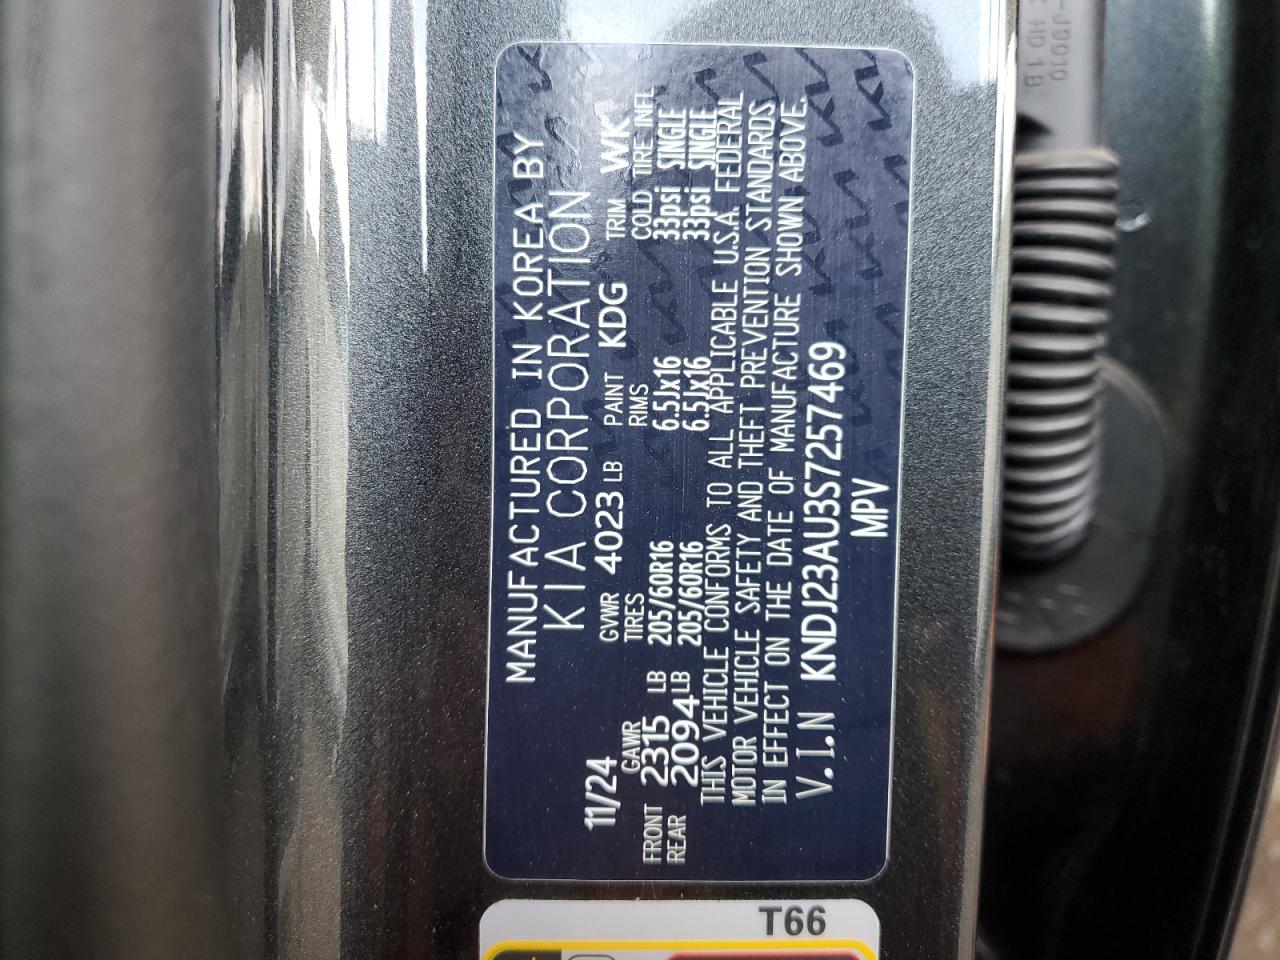 MANUFACTURED IN KOREA BY
KIA CORPORATION
11/24 GVWR 4023 LB PAINT KDG TRIM WK
GAWR TIRES RIMS COLD TIRE INFL
FRONT 2315 LB 205/60R16 6.5Jx16 33psi SINGLE
REAR 2094 LB 205/60R16 6.5Jx16 33psi SINGLE
THIS VEHICLE CONFORMS TO ALL APPLICABLE U.S.A. FEDERAL
MOTOR VEHICLE SAFETY AND THEFT PREVENTION STANDARDS
IN EFFECT ON THE DATE OF MANUFACTURE SHOWN ABOVE.
V.I.N KNDJ23AU3S7257469
MPV
T66